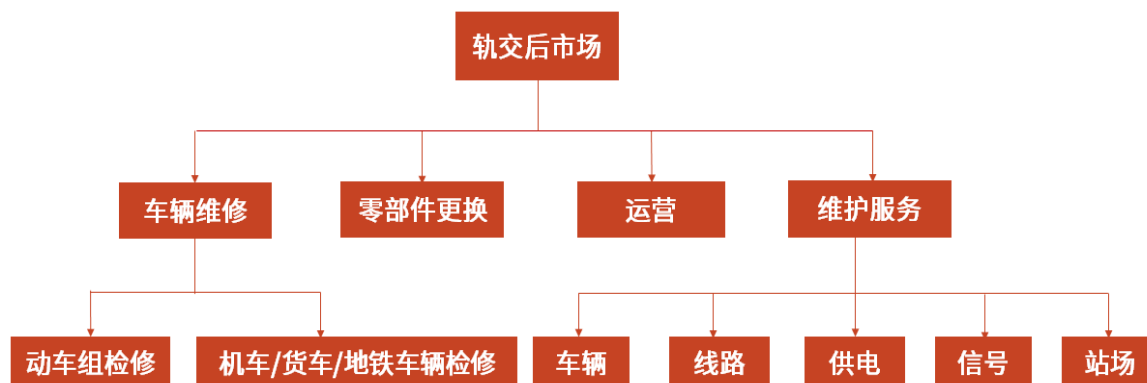 轨交后市场
车辆维修
零部件更换
运营
维护服务
动车组检修
机车/货车/地铁车辆检修
车辆
线路
供电
信号
站场